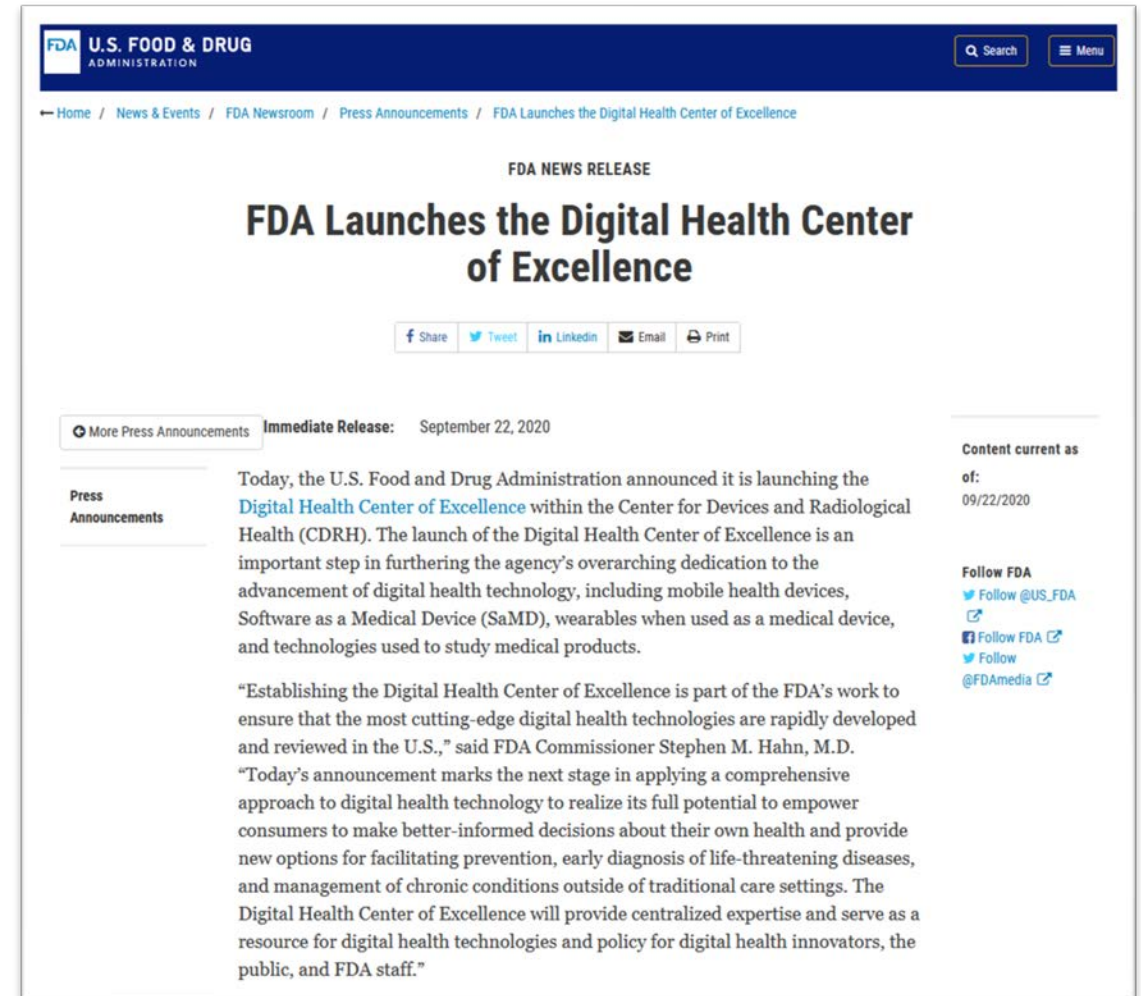 FDA U.S. FOOD & DRUG
ADMINISTRATION
Search
Menu
Home / News & Events / FDA Newsroom / Press Announcements / FDA Launches the Digital Health Center of Excellence
FDA NEWS RELEASE
FDA Launches the Digital Health Center
of Excellence
f Share Tweet in Linkedin Email Print
More Press Announcements
Immediate Release: September 22, 2020
Press
Announcements
Today, the U.S. Food and Drug Administration announced it is launching the
Digital Health Center of Excellence within the Center for Devices and Radiological
Health (CDRH). The launch of the Digital Health Center of Excellence is an
important step in furthering the agency’s overarching dedication to the
advancement of digital health technology, including mobile health devices,
Software as a Medical Device (SaMD), wearables when used as a medical device,
and technologies used to study medical products.
“Establishing the Digital Health Center of Excellence is part of the FDA’s work to
ensure that the most cutting-edge digital health technologies are rapidly developed
and reviewed in the U.S.,” said FDA Commissioner Stephen M. Hahn, M.D.
“Today’s announcement marks the next stage in applying a comprehensive
approach to digital health technology to realize its full potential to empower
consumers to make better-informed decisions about their own health and provide
new options for facilitating prevention, early diagnosis of life-threatening diseases,
and management of chronic conditions outside of traditional care settings. The
Digital Health Center of Excellence will provide centralized expertise and serve as a
resource for digital health technologies and policy for digital health innovators, the
public, and FDA staff.”
Content current as
of:
09/22/2020
Follow FDA
Follow @US_FDA
Follow FDA
Follow
@FDAmedia